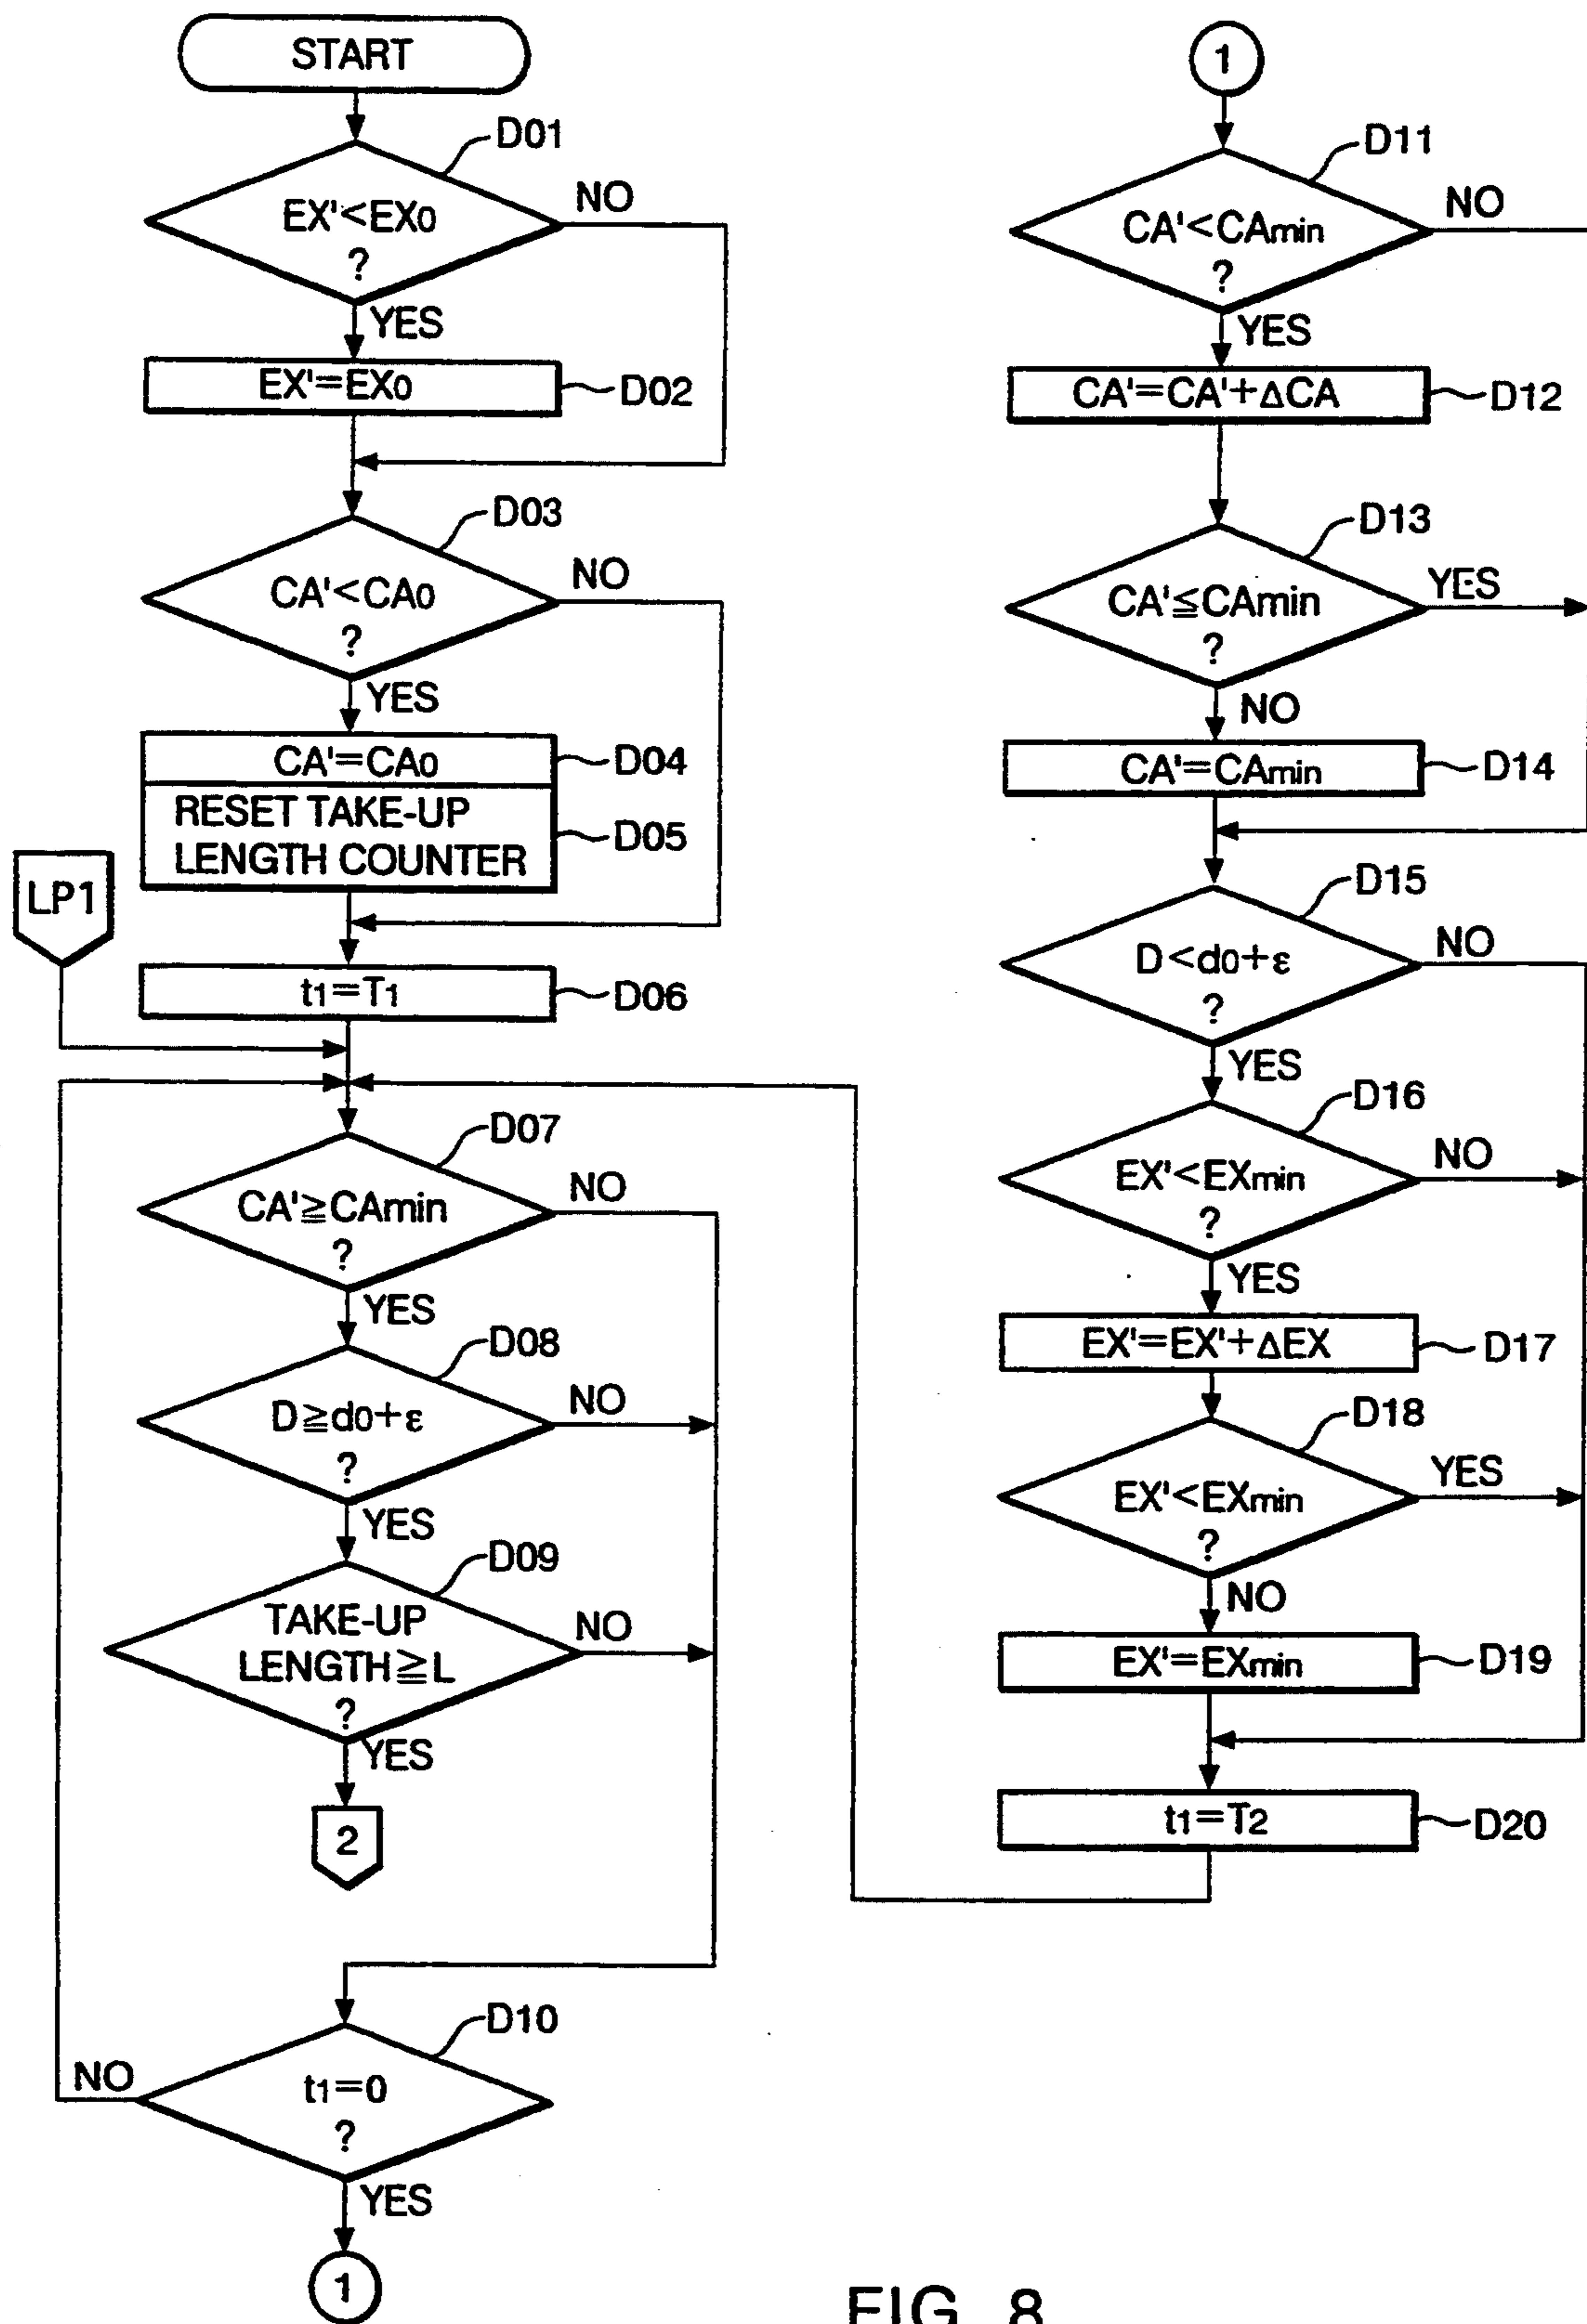 START
D01
EX'<EX0
?
NO
YES
EX'=EX0
D02
D03
CA'<CA0
?
NO
YES
CA'=CA0
D04
RESET TAKE-UP
LENGTH COUNTER
D05
LP1
t1=T1
D06
D07
CA'≧CAmin
?
NO
YES
D08
D≧d0+ε
?
NO
YES
D09
TAKE-UP
LENGTH≧L
?
NO
YES
2
D10
NO
t1=0
?
YES
1
1
D11
CA'<CAmin
?
NO
YES
CA'=CA'+ΔCA
D12
D13
CA'≦CAmin
?
YES
NO
CA'=CAmin
D14
D15
D<d0+ε
?
NO
YES
D16
EX'<EXmin
?
NO
YES
EX'=EX'+ΔEX
D17
D18
EX'<EXmin
?
YES
NO
EX'=EXmin
D19
t1=T2
D20
FIG. 8